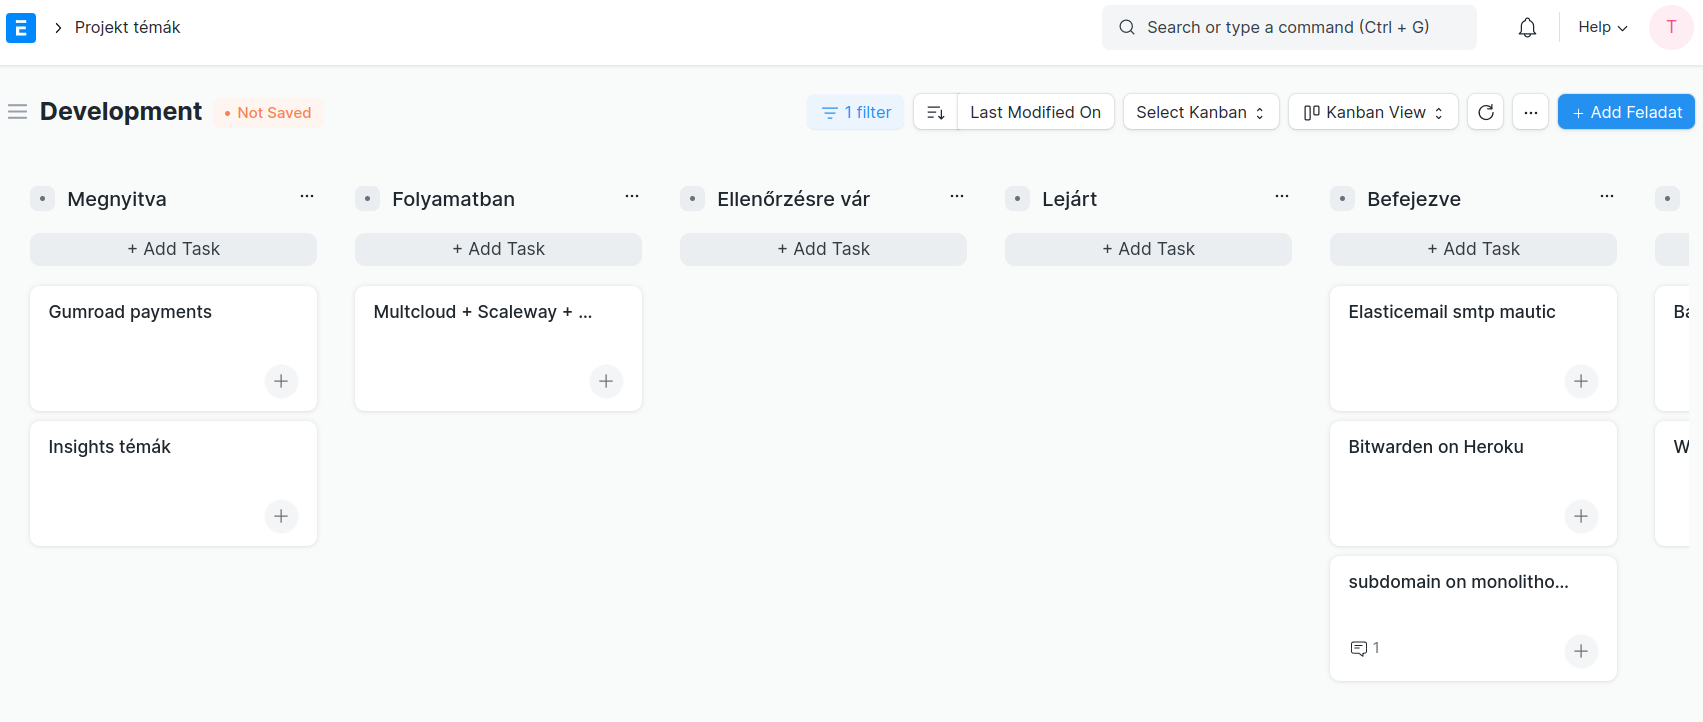 E
Projekt témák
Search or type a command (Ctrl + G)
Help
T
Development
Not Saved
1 filter
Last Modified On
Select Kanban
Kanban View
...
+ Add Feladat
Megnyitva
...
Folyamatban
...
Ellenőrzésre vár
...
Lejárt
...
Befejezve
...
+ Add Task
+ Add Task
+ Add Task
+ Add Task
+ Add Task
Gumroad payments
Multcloud + Scaleway + ...
Elasticemail smtp mautic
Insights témák
Bitwarden on Heroku
subdomain on monolitho...
1